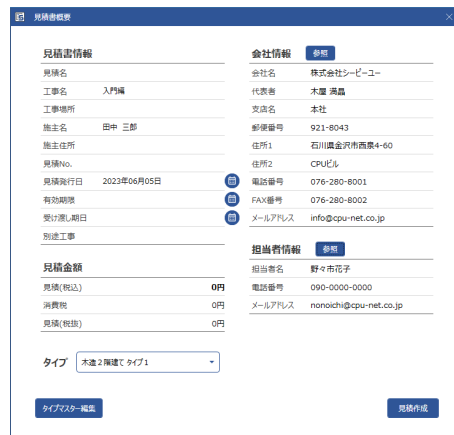 見積書概要
見積書情報
見積名
工事名 入門編
工事場所
施主名 田中 三郎
施主住所
見積No.
見積発行日 2023年06月05日
有効期限
受け渡し期日
別途工事
見積金額
見積(税込) 0円
消費税 0円
見積(税抜) 0円
タイプ 木造2階建て タイプ1
タイプマスター編集
会社情報 参照
会社名 株式会社シーピーユー
代表者 木屋 満晶
支店名 本社
郵便番号 921-8043
住所1 石川県金沢市西泉4-60
住所2 CPUビル
電話番号 076-280-8001
FAX番号 076-280-8002
メールアドレス info@cpu-net.co.jp
担当者情報 参照
担当者名 野々市花子
電話番号 090-0000-0000
メールアドレス nonoichi@cpu-net.co.jp
見積作成